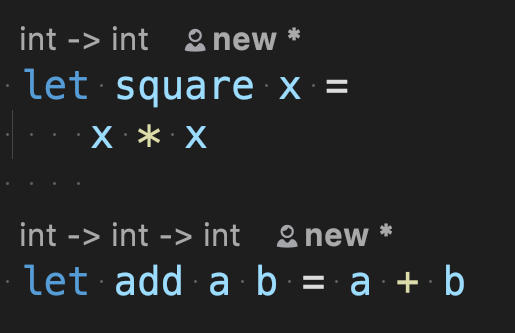 int -> int new *
let square x =
x * x
int -> int -> int new *
let add a b = a + b